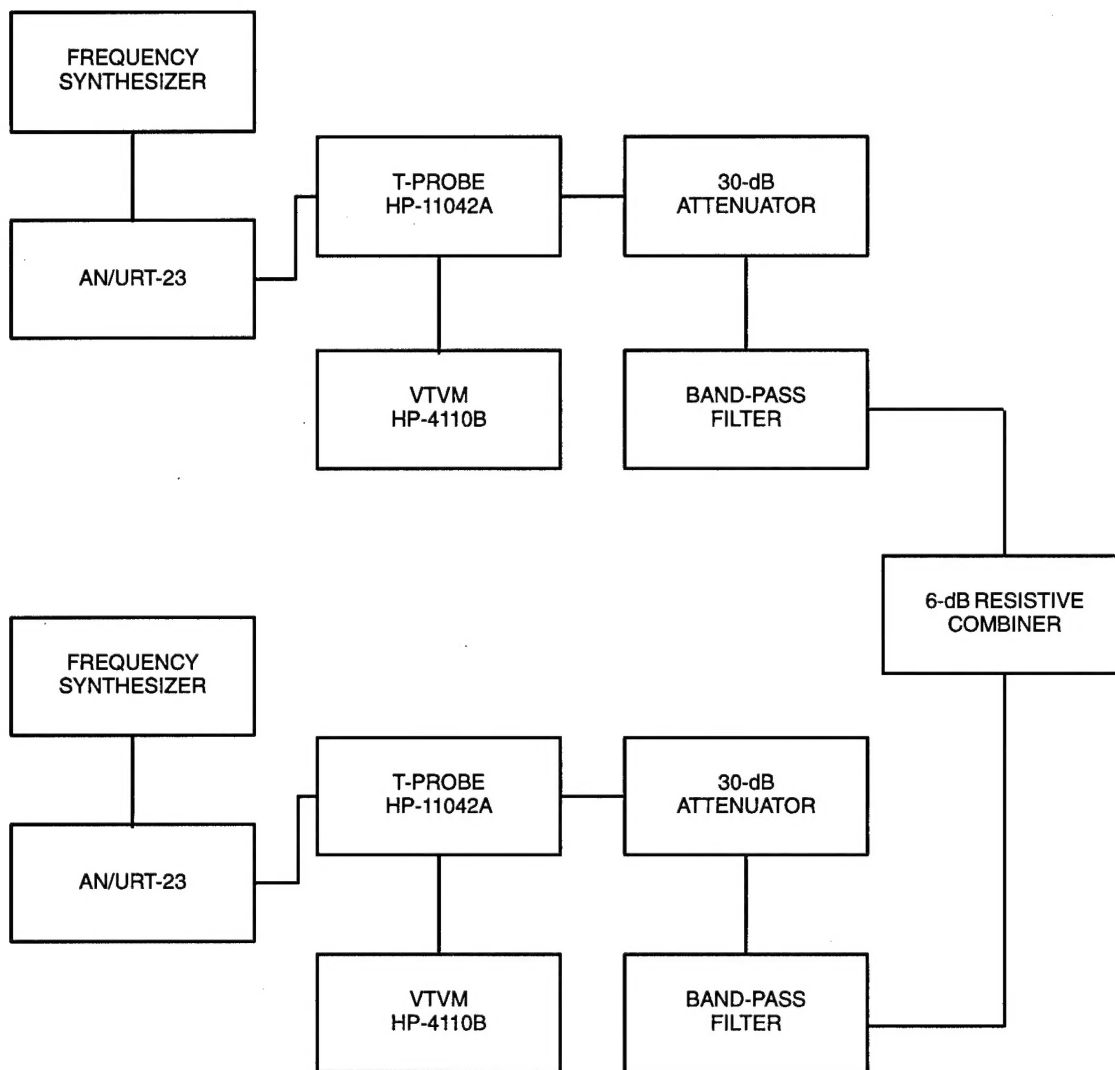 FREQUENCY
SYNTHESIZER
T-PROBE
HP-11042A
30-dB
ATTENUATOR
AN/URT-23
VTVM
HP-4110B
BAND-PASS
FILTER
6-dB RESISTIVE
COMBINER
FREQUENCY
SYNTHESIZER
T-PROBE
HP-11042A
30-dB
ATTENUATOR
AN/URT-23
VTVM
HP-4110B
BAND-PASS
FILTER